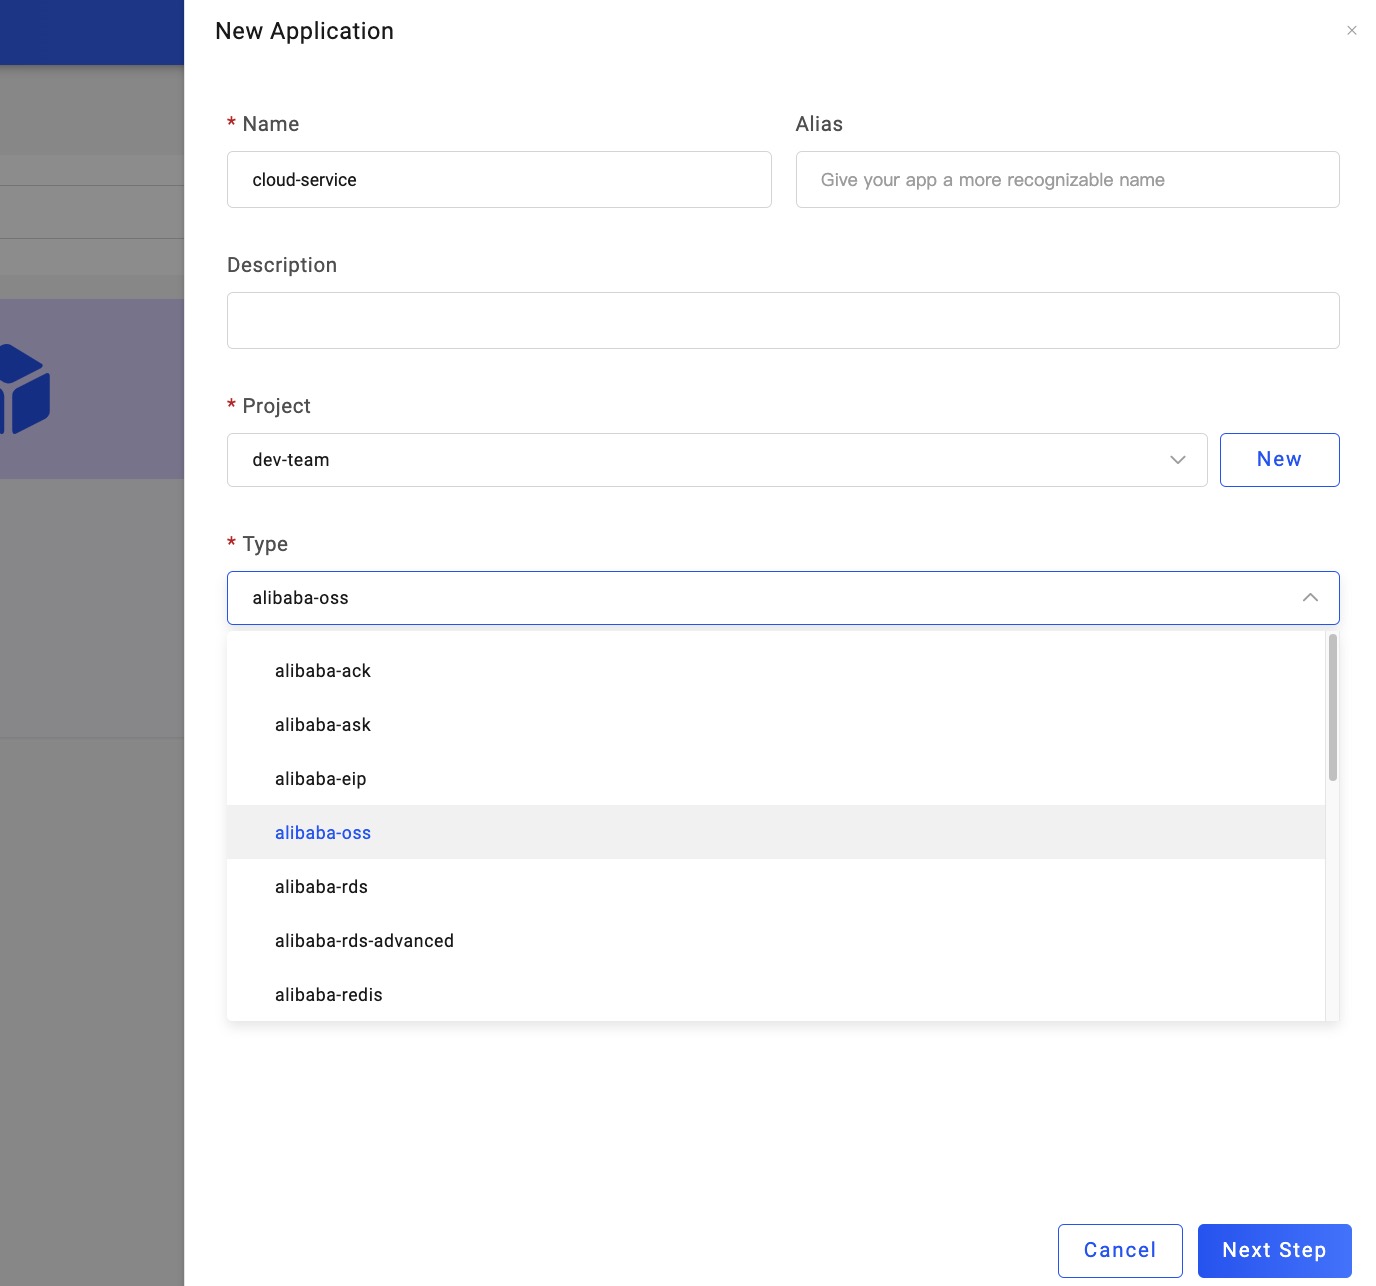 New Application
* Name
Alias
cloud-service
Give your app a more recognizable name
Description
* Project
dev-team
New
* Type
alibaba-oss
alibaba-ack
alibaba-ask
alibaba-eip
alibaba-oss
alibaba-rds
alibaba-rds-advanced
alibaba-redis
Cancel
Next Step